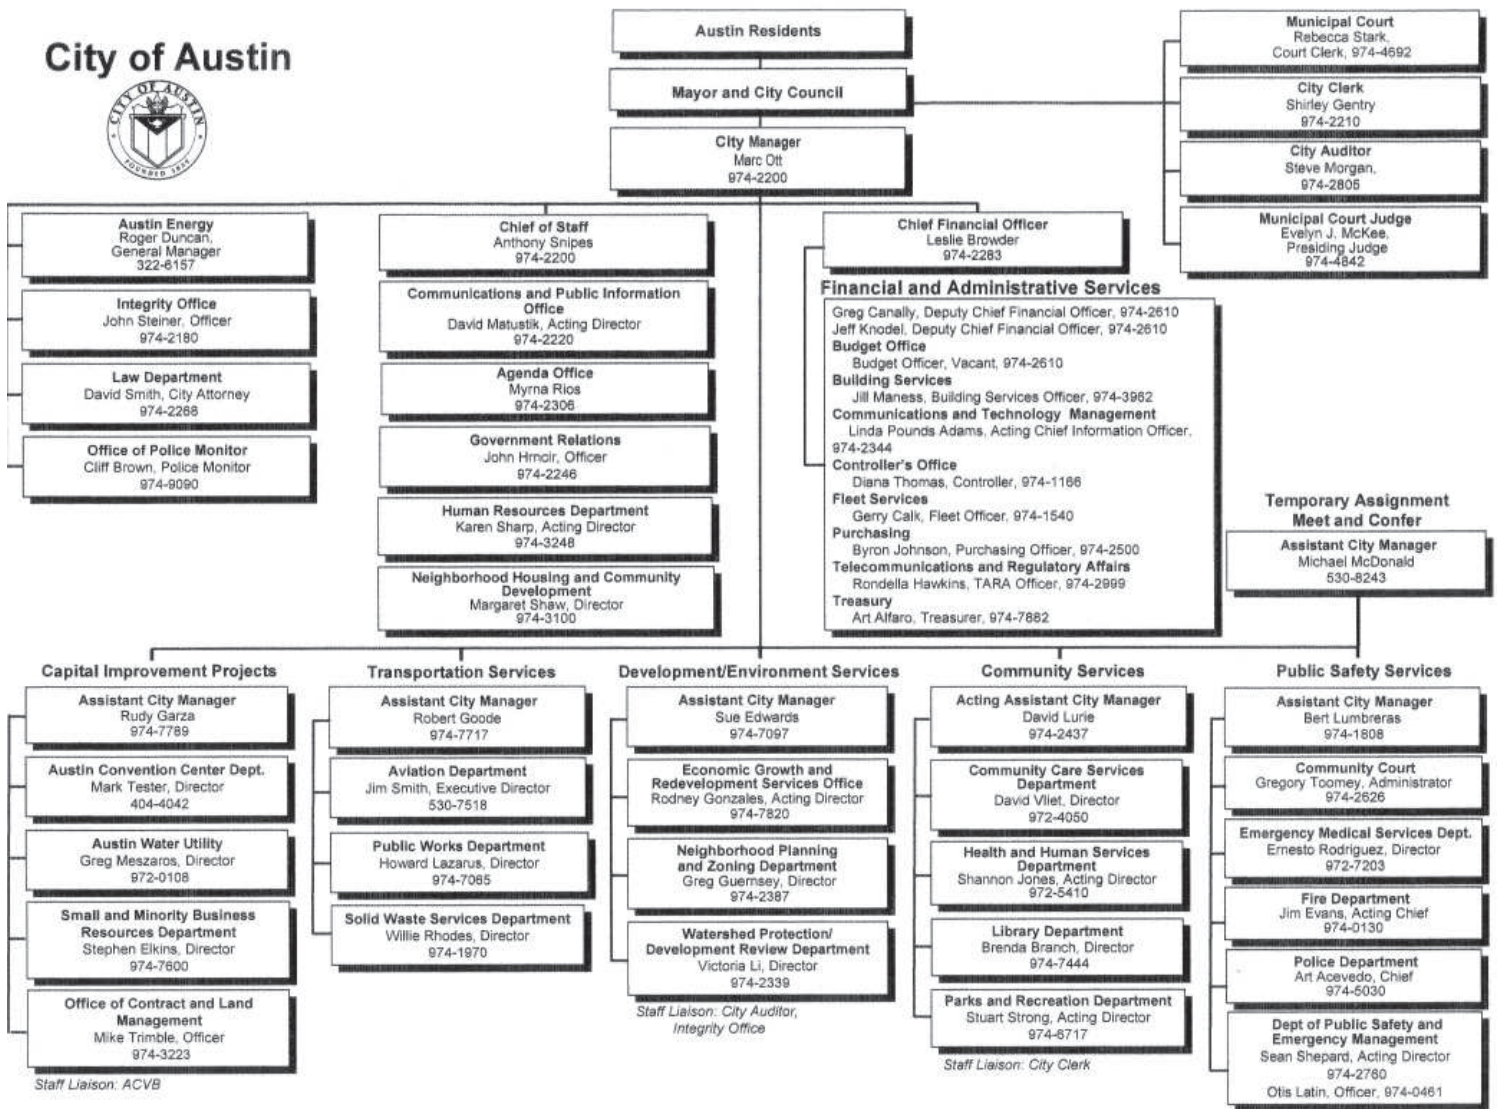 City of Austin
CITY OF AUSTIN
FOUNDED 1839
Austin Residents
Mayor and City Council
City Manager
Marc Ott
974-2200
Municipal Court
Rebecca Stark,
Court Clerk, 974-4692
City Clerk
Shirley Gentry
974-2210
City Auditor
Steve Morgan,
974-2805
Municipal Court Judge
Evelyn J. McKee,
Presiding Judge
974-4842
Austin Energy
Roger Duncan,
General Manager
322-6157
Integrity Office
John Steiner, Officer
974-2180
Law Department
David Smith, City Attorney
974-2268
Office of Police Monitor
Cliff Brown, Police Monitor
974-9090
Chief of Staff
Anthony Snipes
974-2200
Communications and Public Information
Office
David Matustik, Acting Director
974-2220
Agenda Office
Myrna Rios
974-2306
Government Relations
John Hrncir, Officer
974-2246
Human Resources Department
Karen Sharp, Acting Director
974-3248
Neighborhood Housing and Community
Development
Margaret Shaw, Director
974-3100
Chief Financial Officer
Leslie Browder
974-2283
Financial and Administrative Services
Greg Canally, Deputy Chief Financial Officer, 974-2610
Jeff Knodel, Deputy Chief Financial Officer, 974-2610
Budget Office
Budget Officer, Vacant, 974-2610
Building Services
Jill Maness, Building Services Officer, 974-3962
Communications and Technology Management
Linda Pounds Adams, Acting Chief Information Officer,
974-2344
Controller's Office
Diana Thomas, Controller, 974-1166
Fleet Services
Gerry Calk, Fleet Officer, 974-1540
Purchasing
Byron Johnson, Purchasing Officer, 974-2500
Telecommunications and Regulatory Affairs
Rondella Hawkins, TARA Officer, 974-2999
Treasury
Art Alfaro, Treasurer, 974-7882
Temporary Assignment
Meet and Confer
Assistant City Manager
Michael McDonald
530-8243
Capital Improvement Projects
Assistant City Manager
Rudy Garza
974-7789
Austin Convention Center Dept.
Mark Tester, Director
404-4042
Austin Water Utility
Greg Meszaros, Director
972-0108
Small and Minority Business
Resources Department
Stephen Elkins, Director
974-7600
Office of Contract and Land
Management
Mike Trimble, Officer
974-3223
Staff Liaison: ACVB
Transportation Services
Assistant City Manager
Robert Goode
974-7717
Aviation Department
Jim Smith, Executive Director
530-7518
Public Works Department
Howard Lazarus, Director
974-7065
Solid Waste Services Department
Willie Rhodes, Director
974-1970
Development/Environment Services
Assistant City Manager
Sue Edwards
974-7097
Economic Growth and
Redevelopment Services Office
Rodney Gonzales, Acting Director
974-7820
Neighborhood Planning
and Zoning Department
Greg Guernsey, Director
974-2387
Watershed Protection/
Development Review Department
Victoria Li, Director
974-2339
Staff Liaison: City Auditor,
Integrity Office
Community Services
Acting Assistant City Manager
David Lurie
974-2437
Community Care Services
Department
David Vliet, Director
972-4050
Health and Human Services
Department
Shannon Jones, Acting Director
972-5410
Library Department
Brenda Branch, Director
974-7444
Parks and Recreation Department
Stuart Strong, Acting Director
974-6717
Staff Liaison: City Clerk
Public Safety Services
Assistant City Manager
Bert Lumbreras
974-1808
Community Court
Gregory Toomey, Administrator
974-2626
Emergency Medical Services Dept.
Ernesto Rodriguez, Director
972-7203
Fire Department
Jim Evans, Acting Chief
974-0130
Police Department
Art Acevedo, Chief
974-5030
Dept of Public Safety and
Emergency Management
Sean Shepard, Acting Director
974-2760
Otis Latin, Officer, 974-0461